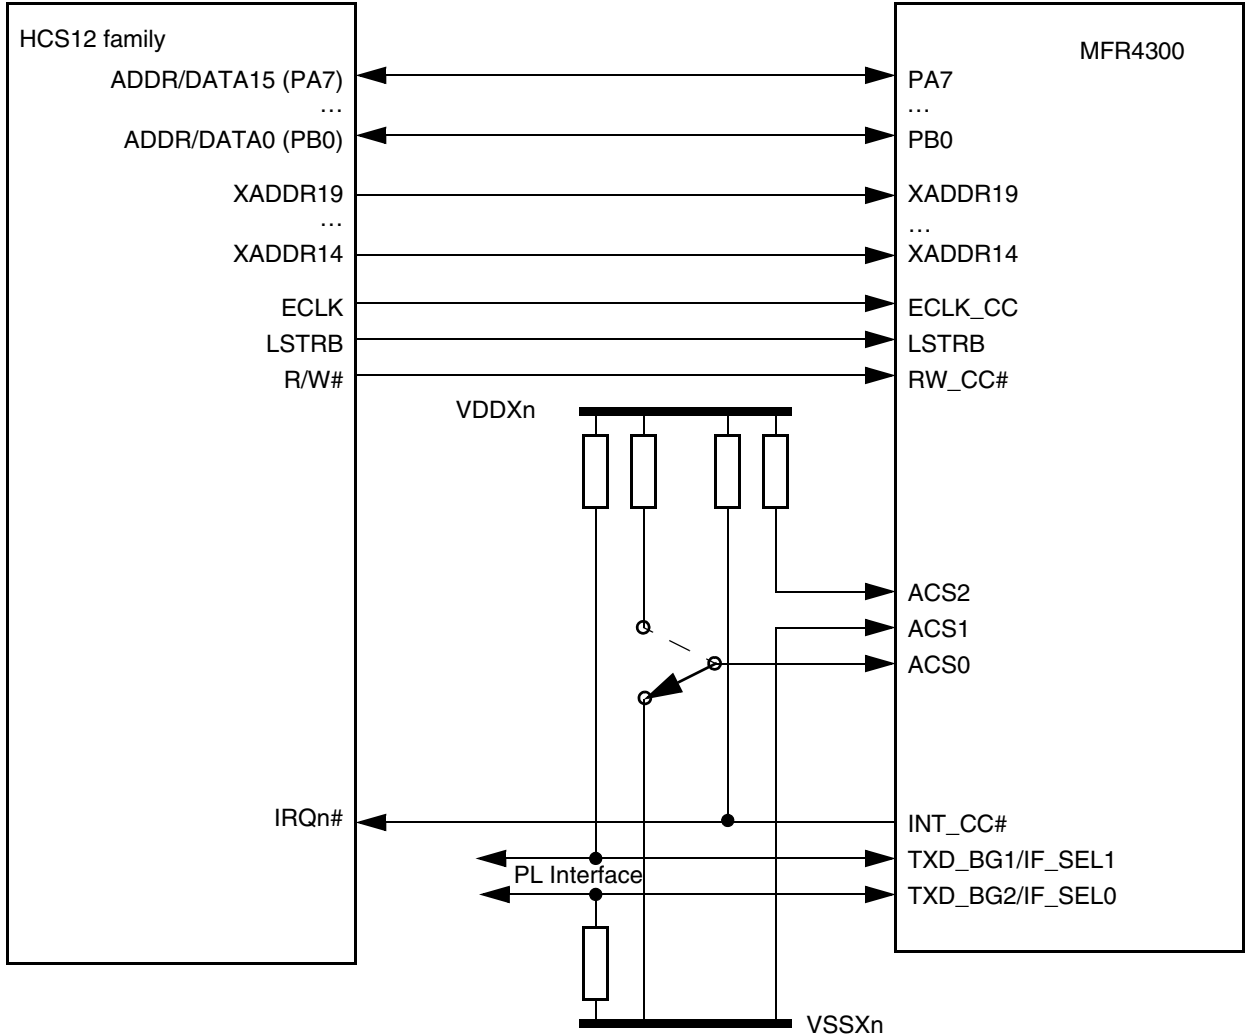 HCS12 family
MFR4300
ADDR/DATA15 (PA7)
PA7
...
...
ADDR/DATA0 (PB0)
PB0
XADDR19
XADDR19
...
...
XADDR14
XADDR14
ECLK
ECLK_CC
LSTRB
LSTRB
R/W#
RW_CC#
VDDXn
ACS2
ACS1
ACS0
IRQn#
INT_CC#
TXD_BG1/IF_SEL1
PL Interface
TXD_BG2/IF_SEL0
VSSXn